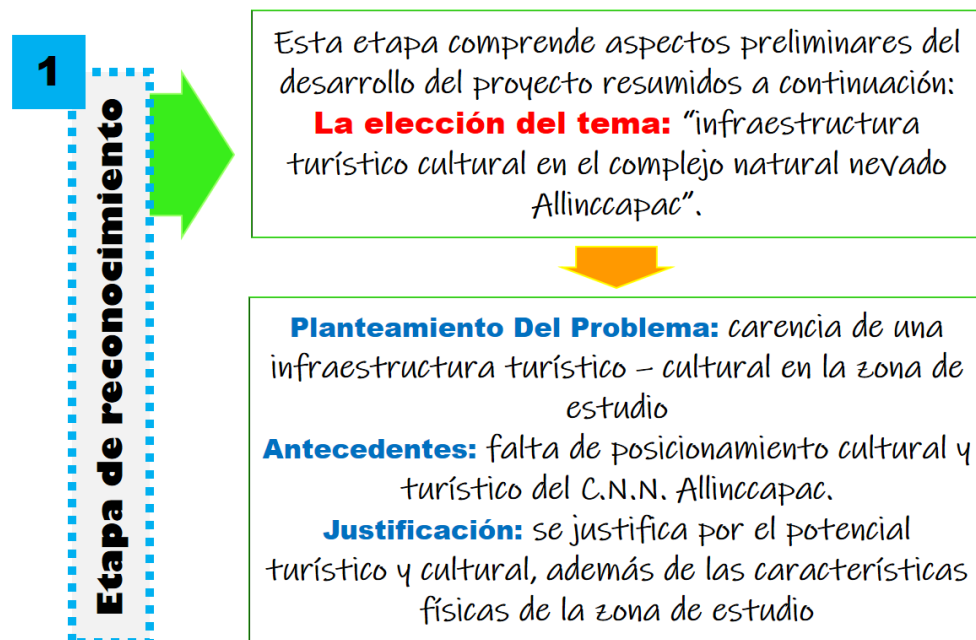 1
Etapa de reconocimiento
Esta etapa comprende aspectos preliminares del
desarrollo del proyecto resumidos a continuación:
La elección del tema: “infraestructura
turístico cultural en el complejo natural nevado
Allinccapac”.
Planteamiento Del Problema: carencia de una
infraestructura turístico – cultural en la zona de
estudio
Antecedentes: falta de posicionamiento cultural y
turístico del C.N.N. Allinccapac.
Justificación: se justifica por el potencial
turístico y cultural, además de las características
físicas de la zona de estudio